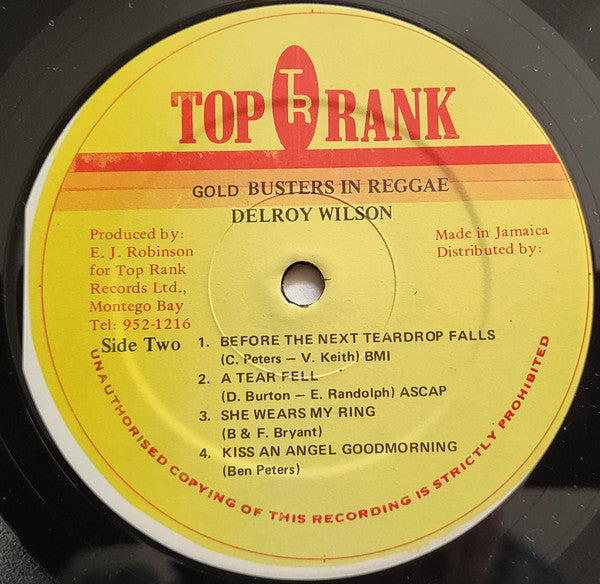 TOP TR RANK
GOLD BUSTERS IN REGGAE
DELROY WILSON
Produced by:
E. J. Robinson
for Top Rank
Records Ltd.,
Montego Bay
Tel: 952-1216
Made in Jamaica
Distributed by:
Side Two
1. BEFORE THE NEXT TEARDROP FALLS
(C. Peters – V. Keith) BMI
2. A TEAR FELL
(D. Burton – E. Randolph) ASCAP
3. SHE WEARS MY RING
(B & F. Bryant)
4. KISS AN ANGEL GOODMORNING
(Ben Peters)
UNAUTHORISED COPYING OF THIS RECORDING IS STRICTLY PROHIBITED